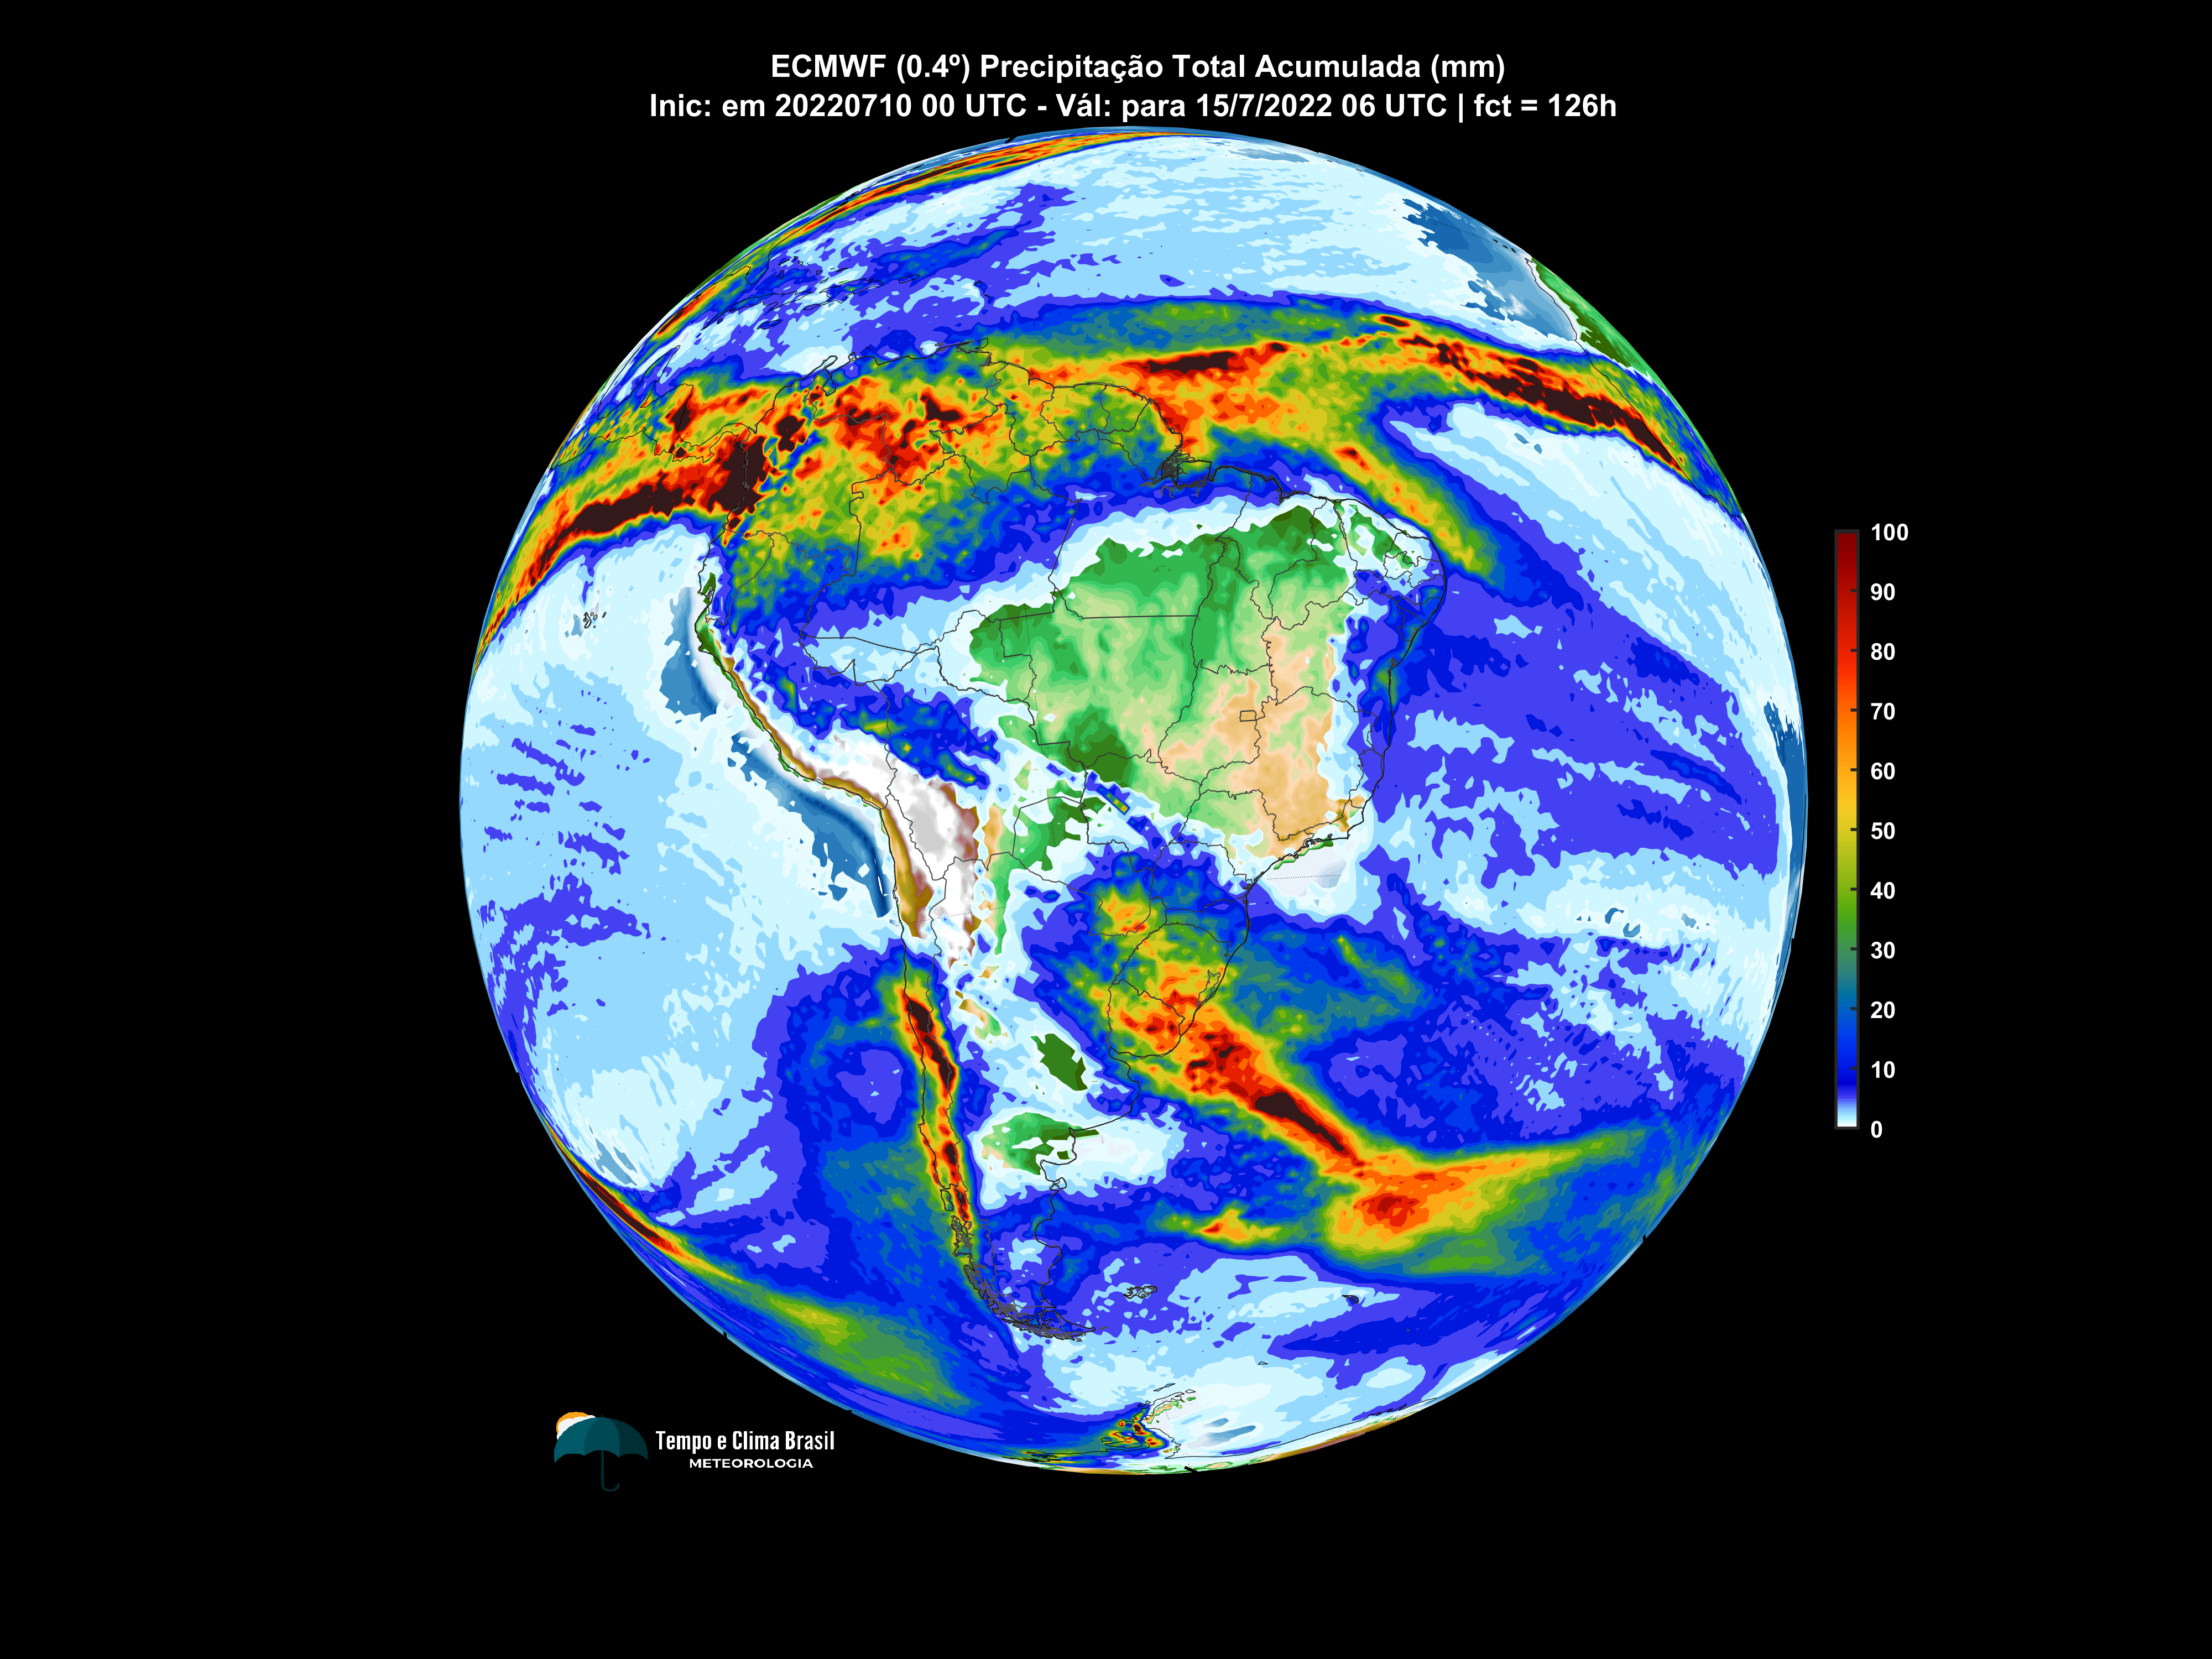 ECMWF (0.4º) Precipitação Total Acumulada (mm)
Inic: em 20220710 00 UTC - Vál: para 15/7/2022 06 UTC | fct = 126h
100
90
80
70
60
50
40
30
20
10
0
Tempo e Clima Brasil
METEOROLOGIA